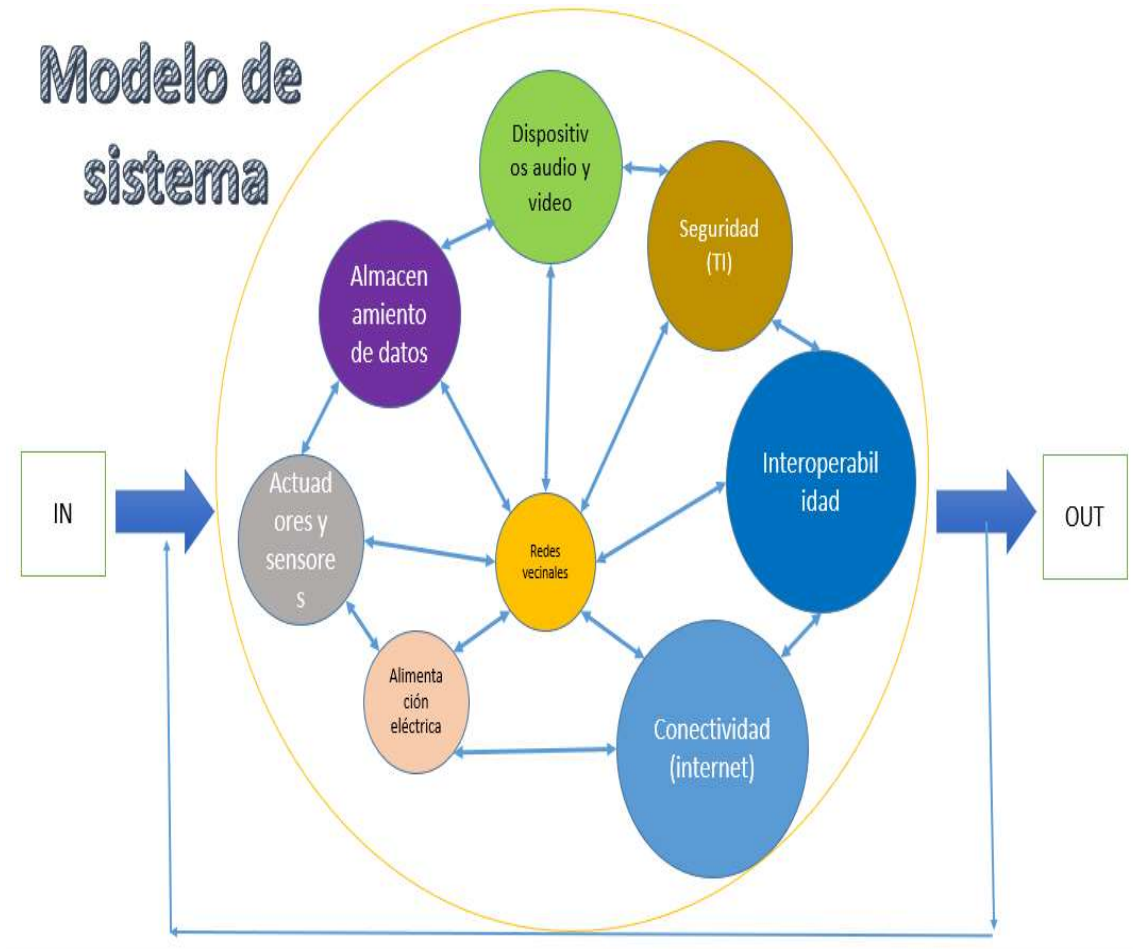 Modelo de
sistema
Dispositiv
os audio y
video
Seguridad
(TI)
Almacen
amiento
de datos
Interoperabil
idad
IN
Actuad
ores y
sensore
s
OUT
Redes
vecinales
Alimenta
ción
eléctrica
Conectividad
(internet)